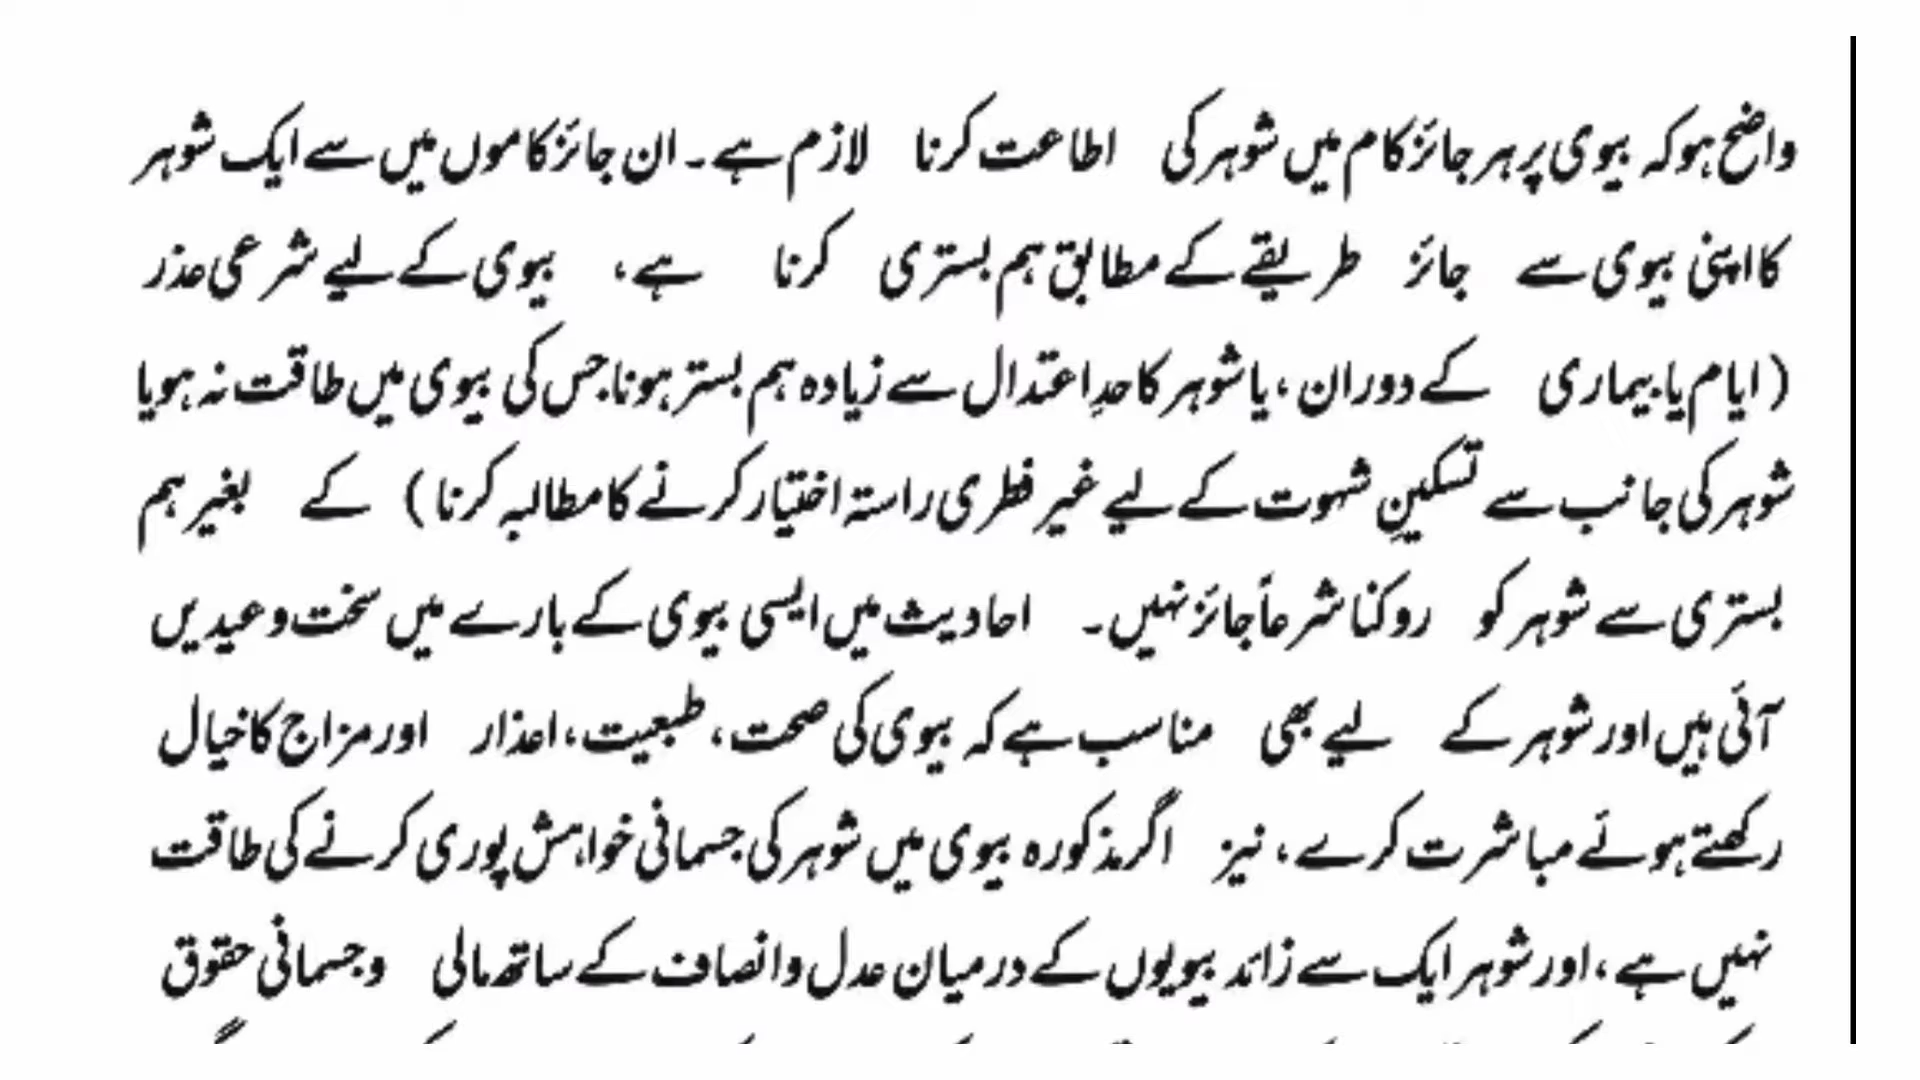 واضح ہو کہ بیوی پر ہر جائز کام میں شوہر کی اطاعت کرنا لازم ہے۔ ان جائز کاموں میں سے ایک شوہر
کا اپنی بیوی سے جائز طریقے کے مطابق ہم بستری کرنا ہے، بیوی کے لیے شرعی عذر
(ایام یا بیماری کے دوران، یا شوہر کا حدِ اعتدال سے زیادہ ہم بستر ہونا جس کی بیوی میں طاقت نہ ہو یا
شوہر کی جانب سے تسکینِ شہوت کے لیے غیر فطری راستہ اختیار کرنے کا مطالبہ کرنا) کے بغیر ہم
بستری سے شوہر کو روکنا شرعاً جائز نہیں۔ احادیث میں ایسی بیوی کے بارے میں سخت وعیدیں
آئی ہیں اور شوہر کے لیے بھی مناسب ہے کہ بیوی کی صحت، طبعیت، اعذار اور مزاج کا خیال
رکھتے ہوئے مباشرت کرے، نیز اگر مذکورہ بیوی میں شوہر کی جسمانی خواہش پوری کرنے کی طاقت
نہیں ہے، اور شوہر ایک سے زائد بیویوں کے درمیان عدل و انصاف کے ساتھ مالی و جسمانی حقوق